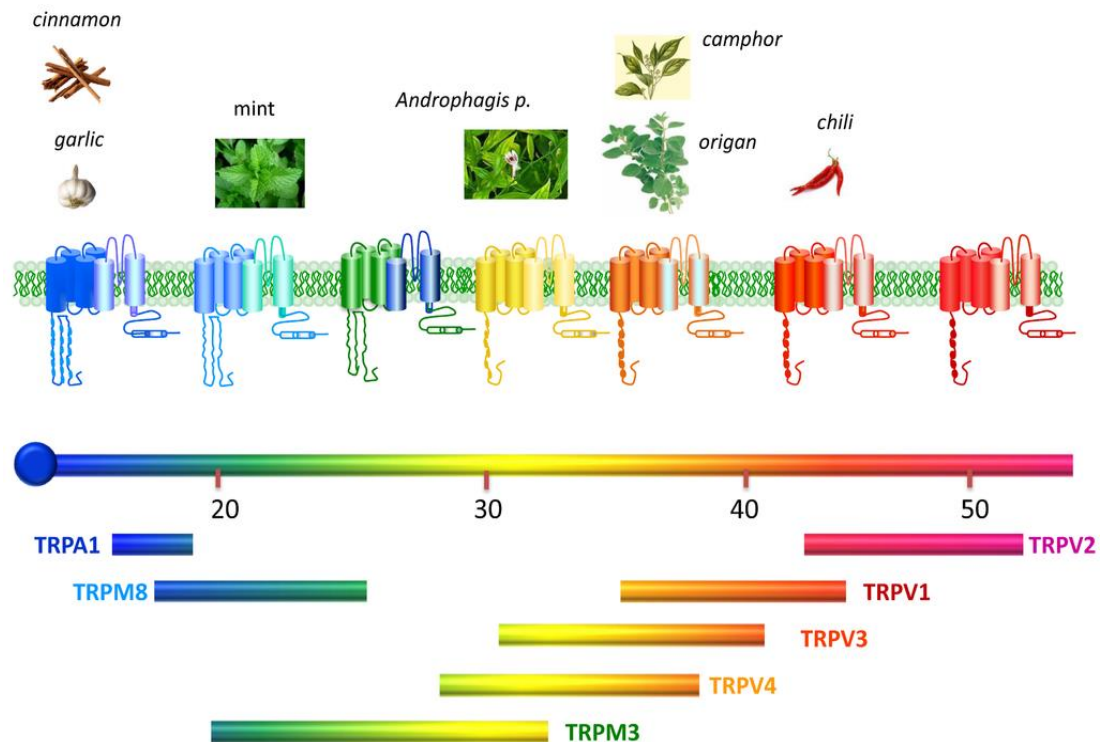 cinnamon
camphor
Androphagis p.
mint
chili
garlic
origan
20
30
40
50
TRPA1
TRPV2
TRPM8
TRPV1
TRPV3
TRPV4
TRPM3